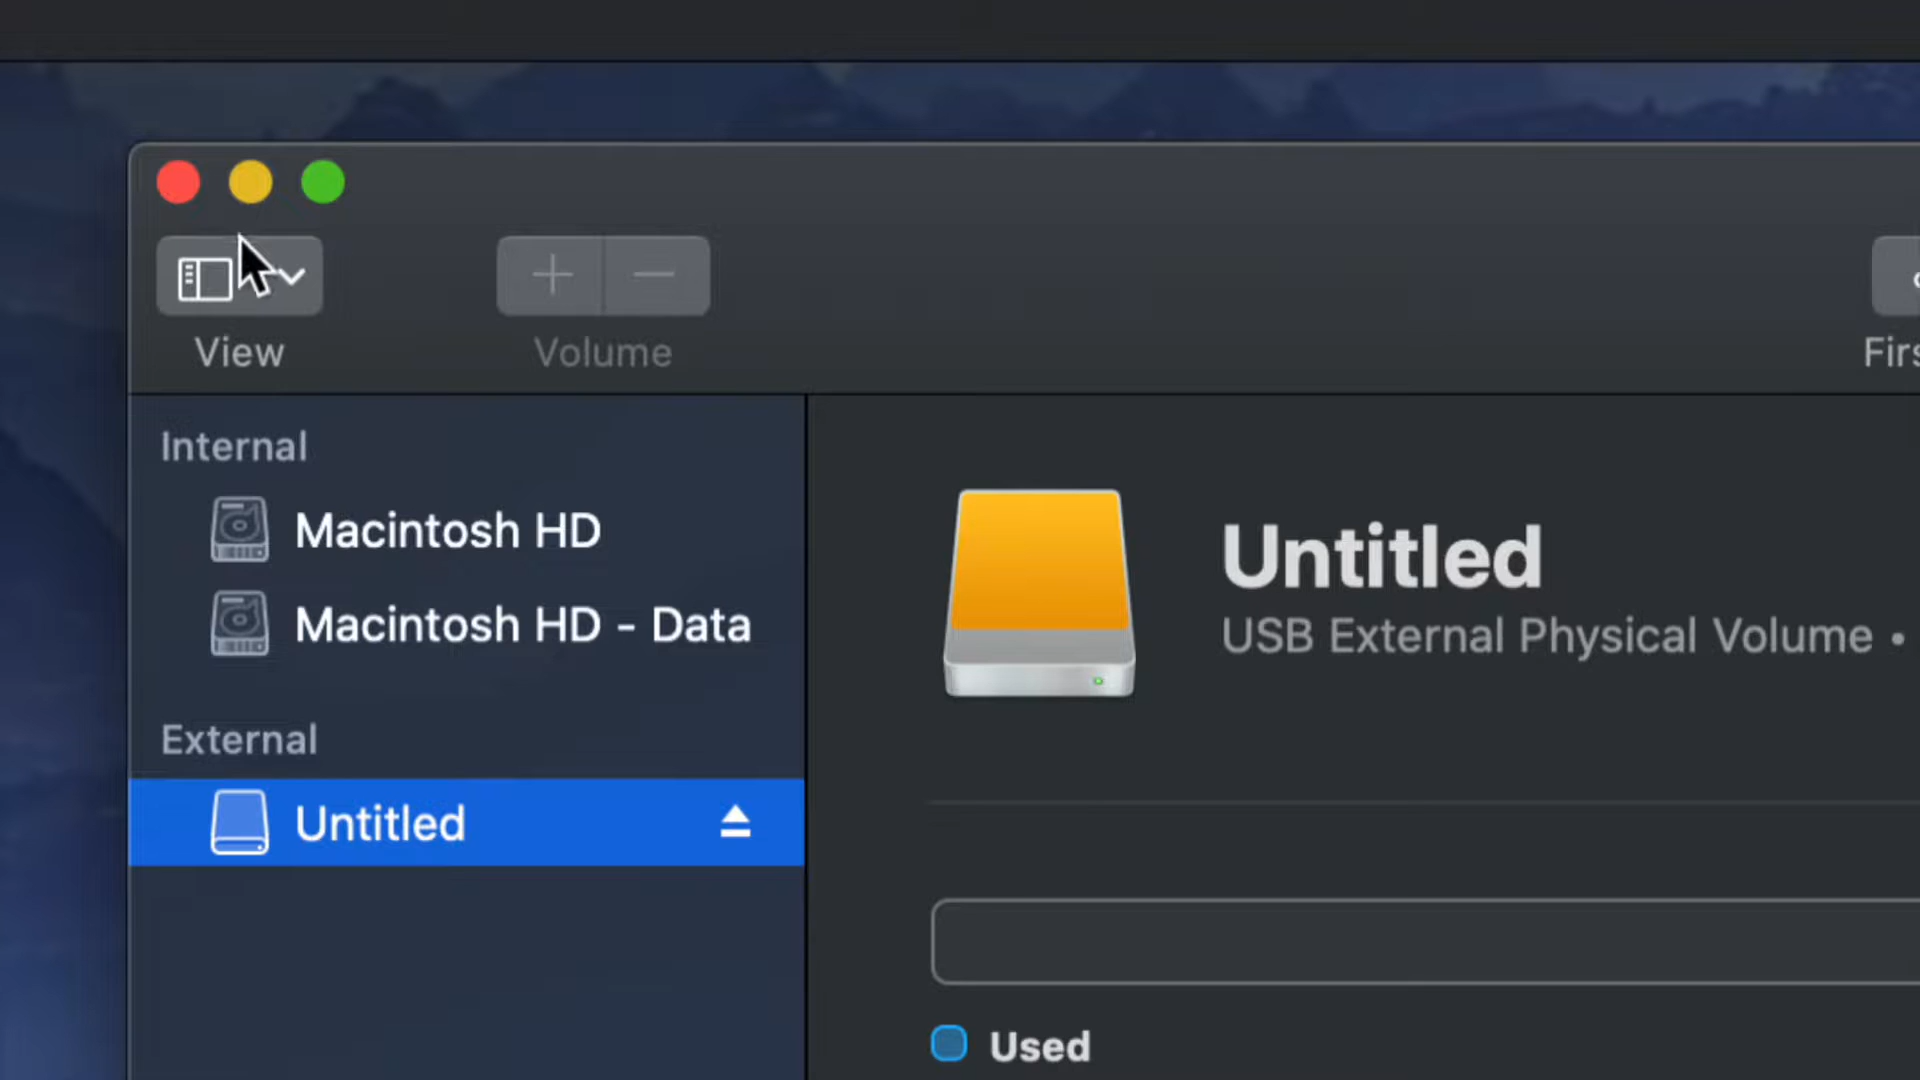 View
Volume
Internal
Macintosh HD
Macintosh HD - Data
External
Untitled
Untitled
USB External Physical Volume •
Used